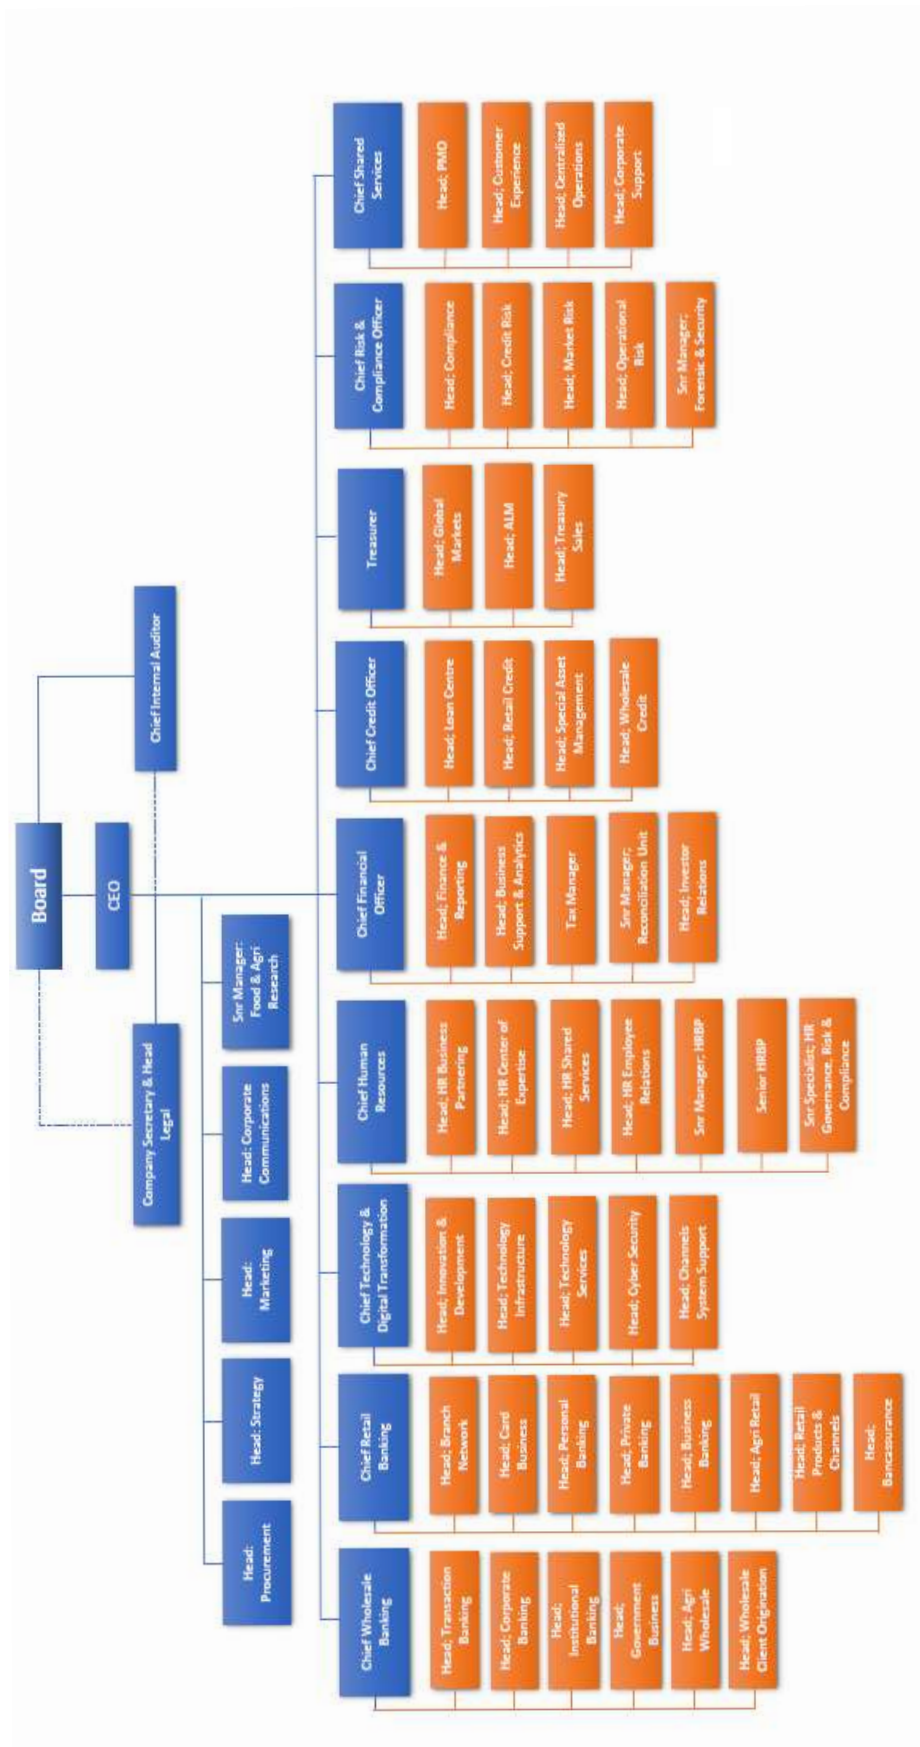 Board
CEO
Company Secretary & Head
Legal
Chief Internal Auditor
Head:
Procurement
Head: Strategy
Head:
Marketing
Head: Corporate
Communications
Snr Manager:
Food & Agri
Research
Chief Wholesale
Banking
Head; Transaction
Banking
Head; Corporate
Banking
Head;
Institutional
Banking
Head;
Government
Business
Head; Agri
Wholesale
Head; Wholesale
Client Origination
Chief Retail
Banking
Head; Branch
Network
Head; Card
Business
Head; Personal
Banking
Head; Private
Banking
Head; Business
Banking
Head; Agri Retail
Head; Retail
Products &
Channels
Head;
Bancassurance
Chief Technology &
Digital Transformation
Head; Innovation &
Development
Head; Technology
Infrastructure
Head; Technology
Services
Head; Cyber Security
Head; Channels
System Support
Chief Human
Resources
Head; HR Business
Partnering
Head; HR Center of
Expertise
Head; HR Shared
Services
Head; HR Employee
Relations
Snr Manager; HRBP
Senior HRBP
Snr Specialist; HR
Governance, Risk &
Compliance
Chief Financial
Officer
Head; Finance &
Reporting
Head; Business
Support & Analytics
Tax Manager
Snr Manager;
Reconciliation Unit
Head; Investor
Relations
Chief Credit Officer
Head; Loan Centre
Head; Retail Credit
Head; Special Asset
Management
Head; Wholesale
Credit
Treasurer
Head; Global
Markets
Head; ALM
Head; Treasury
Sales
Chief Risk &
Compliance Officer
Head; Compliance
Head; Credit Risk
Head; Market Risk
Head; Operational
Risk
Snr Manager;
Forensic & Security
Chief Shared
Services
Head; PMO
Head; Customer
Experience
Head; Centralized
Operations
Head; Corporate
Support